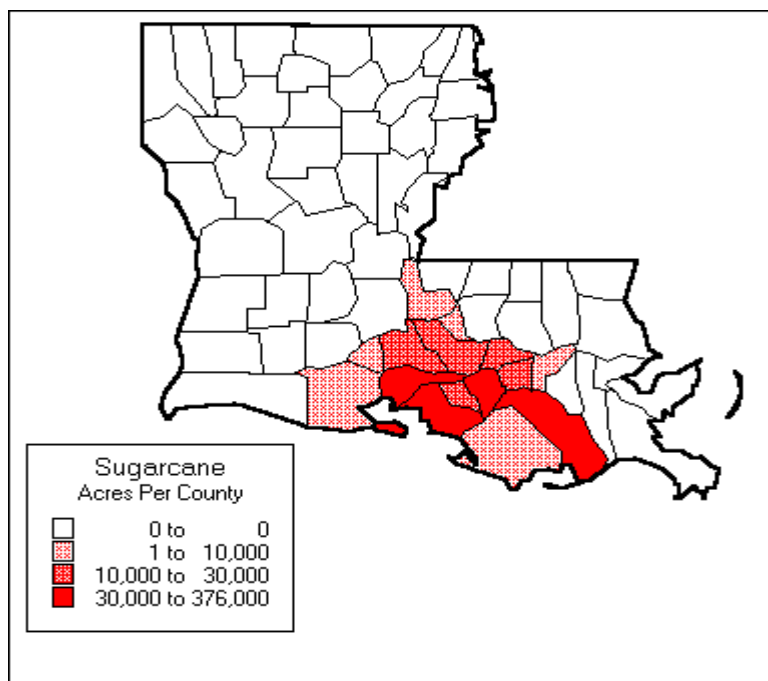 Sugarcane
Acres Per County
0 to 0
1 to 10,000
10,000 to 30,000
30,000 to 376,000